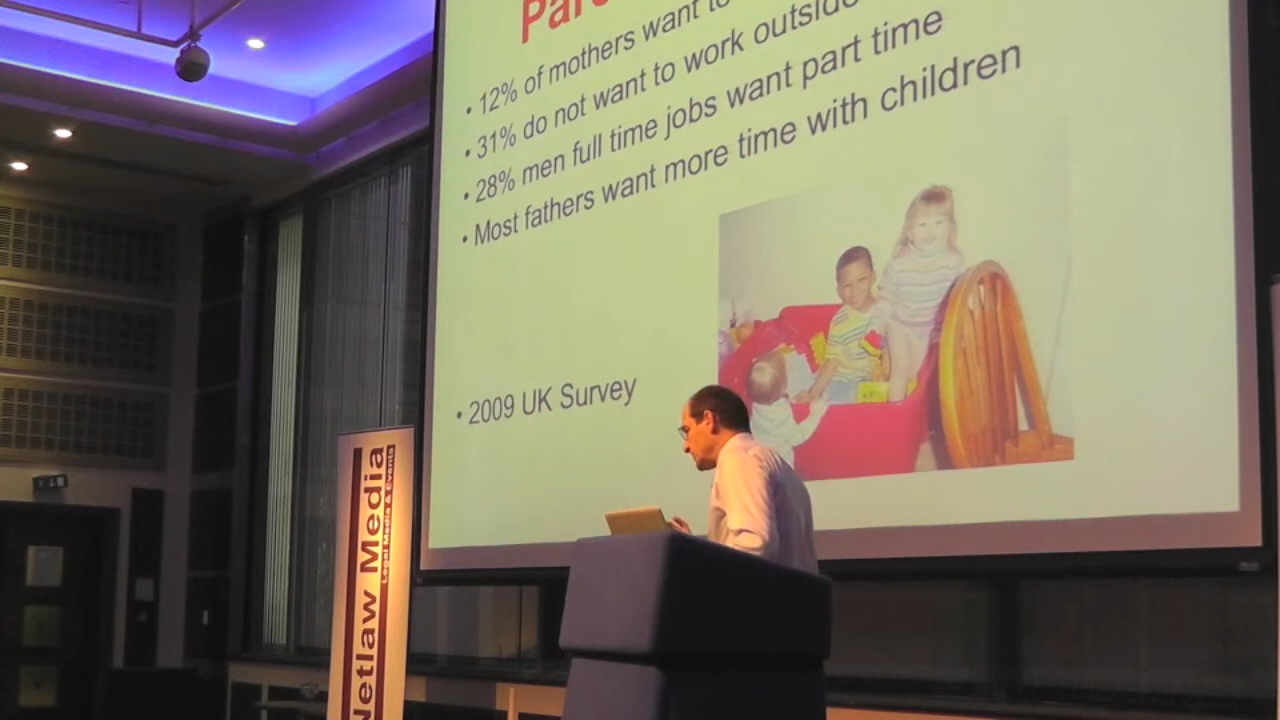 • 12% of mothers want to
• 31% do not want to work outside
• 28% men full time jobs want part time
• Most fathers want more time with children
• 2009 UK Survey
Netlaw Media
Legal Media & Events